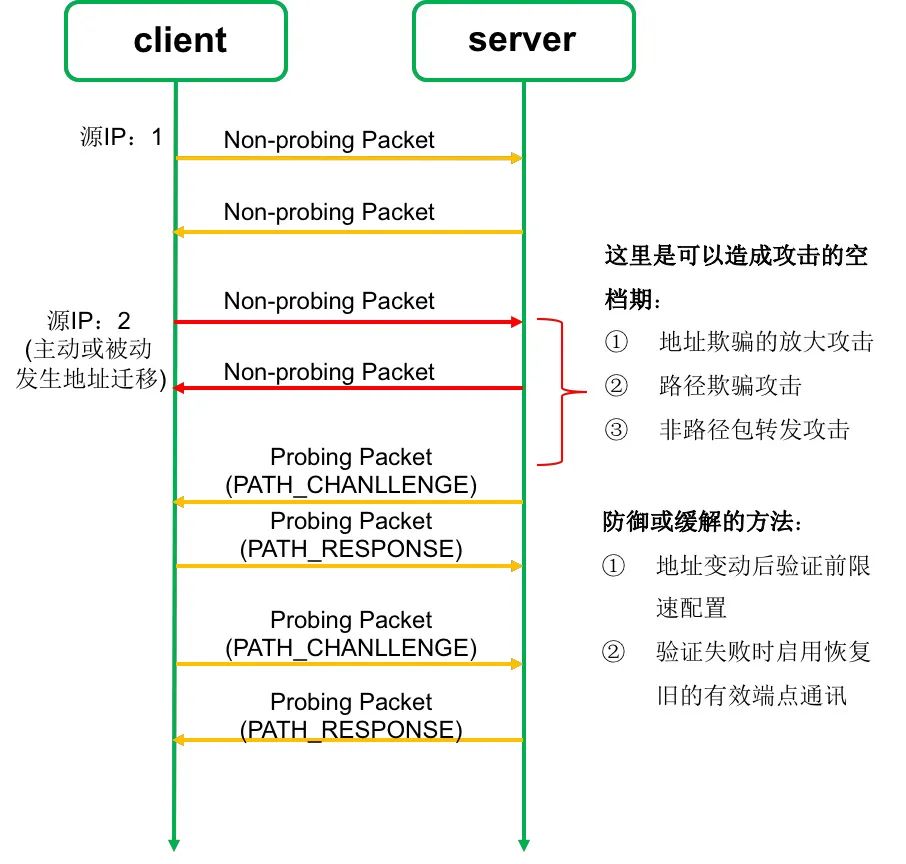 client
server
源IP：1
Non-probing Packet
Non-probing Packet
源IP：2
(主动或被动
发生地址迁移)
Non-probing Packet
Non-probing Packet
Probing Packet
(PATH_CHANLLENGE)
Probing Packet
(PATH_RESPONSE)
Probing Packet
(PATH_CHANLLENGE)
Probing Packet
(PATH_RESPONSE)
这里是可以造成攻击的空
档期：
① 地址欺骗的放大攻击
② 路径欺骗攻击
③ 非路径包转发攻击
防御或缓解的方法：
① 地址变动后验证前限
速配置
② 验证失败时启用恢复
旧的有效端点通讯